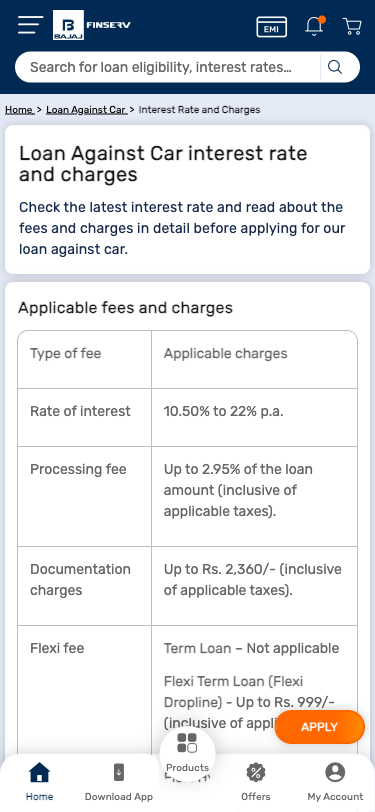 BAJAJ FINSERV
EMI
Search for loan eligibility, interest rates...
Home > Loan Against Car > Interest Rate and Charges
Loan Against Car interest rate
and charges
Check the latest interest rate and read about the
fees and charges in detail before applying for our
loan against car.
Applicable fees and charges
Type of fee
Applicable charges
Rate of interest
10.50% to 22% p.a.
Processing fee
Up to 2.95% of the loan
amount (inclusive of
applicable taxes).
Documentation
charges
Up to Rs. 2,360/- (inclusive
of applicable taxes).
Flexi fee
Term Loan – Not applicable
Flexi Term Loan (Flexi
Dropline) - Up to Rs. 999/-
(inclusive of
APPLY
Home
Download App
Products
Offers
My Account